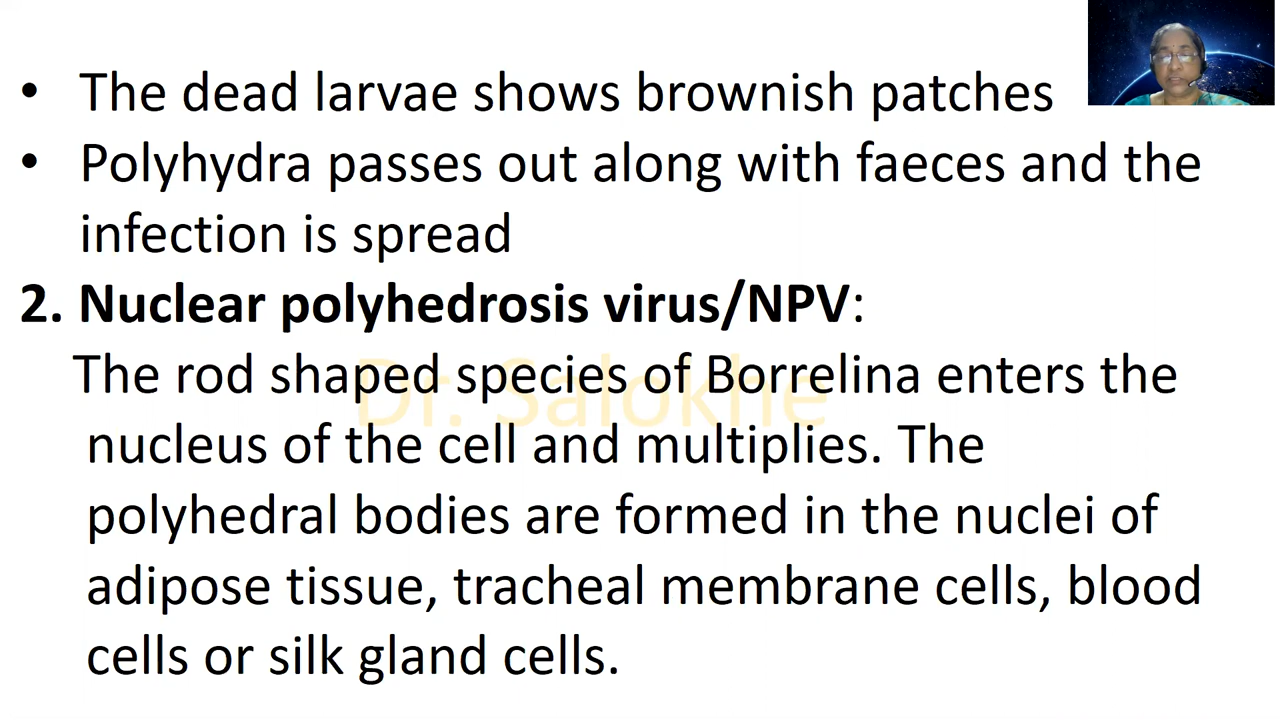 • The dead larvae shows brownish patches
• Polyhydra passes out along with faeces and the
infection is spread
2. Nuclear polyhedrosis virus/NPV:
The rod shaped species of Borrelina enters the
nucleus of the cell and multiplies. The
polyhedral bodies are formed in the nuclei of
adipose tissue, tracheal membrane cells, blood
cells or silk gland cells.
Dr. Salokhe